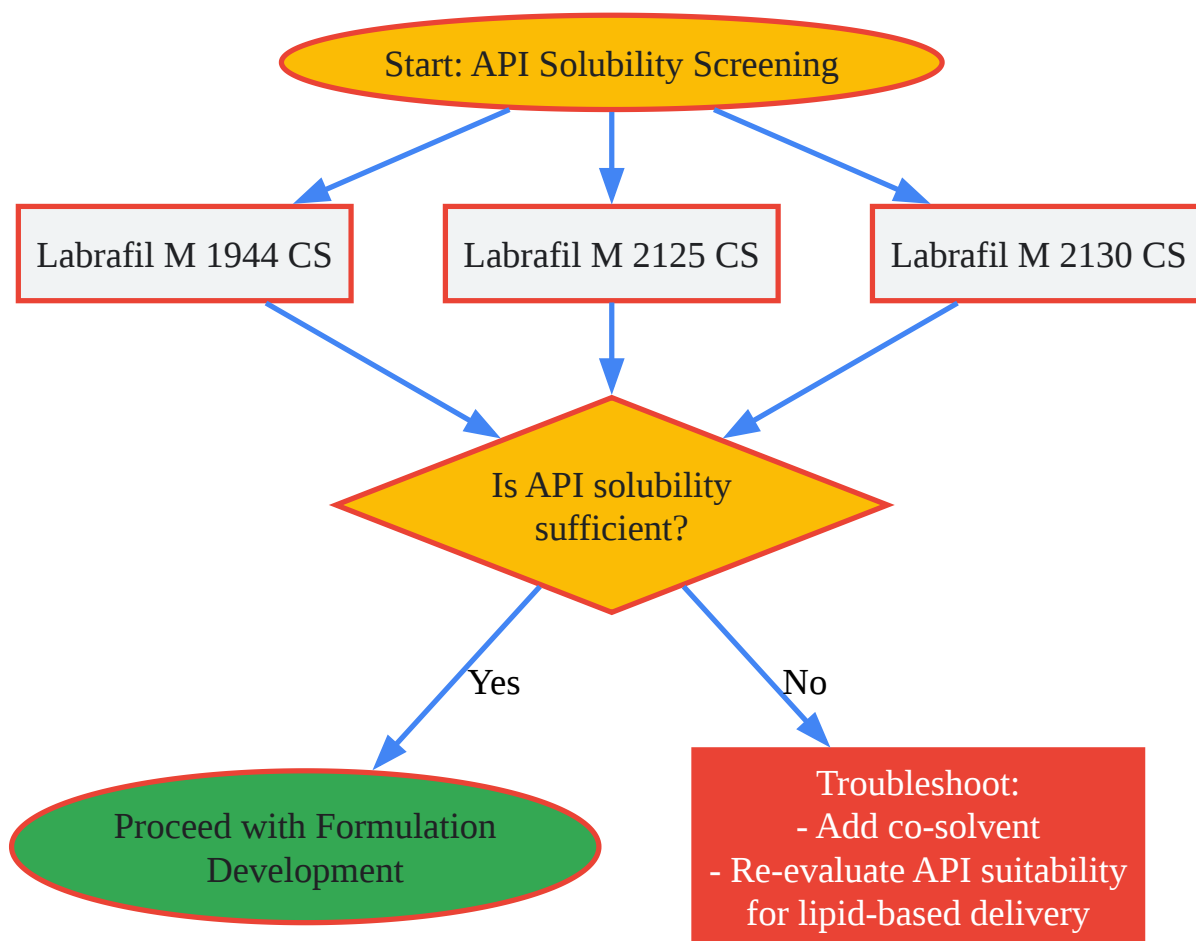 Start: API Solubility Screening
Labrafil M 1944 CS
Labrafil M 2125 CS
Labrafil M 2130 CS
Is API solubility
sufficient?
Yes
No
Proceed with Formulation
Development
Troubleshoot:
- Add co-solvent
- Re-evaluate API suitability
for lipid-based delivery